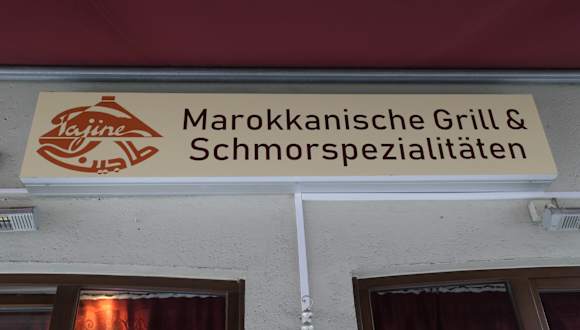 Tajine
طاجين
Marokkanische Grill &
Schmorspezialitäten